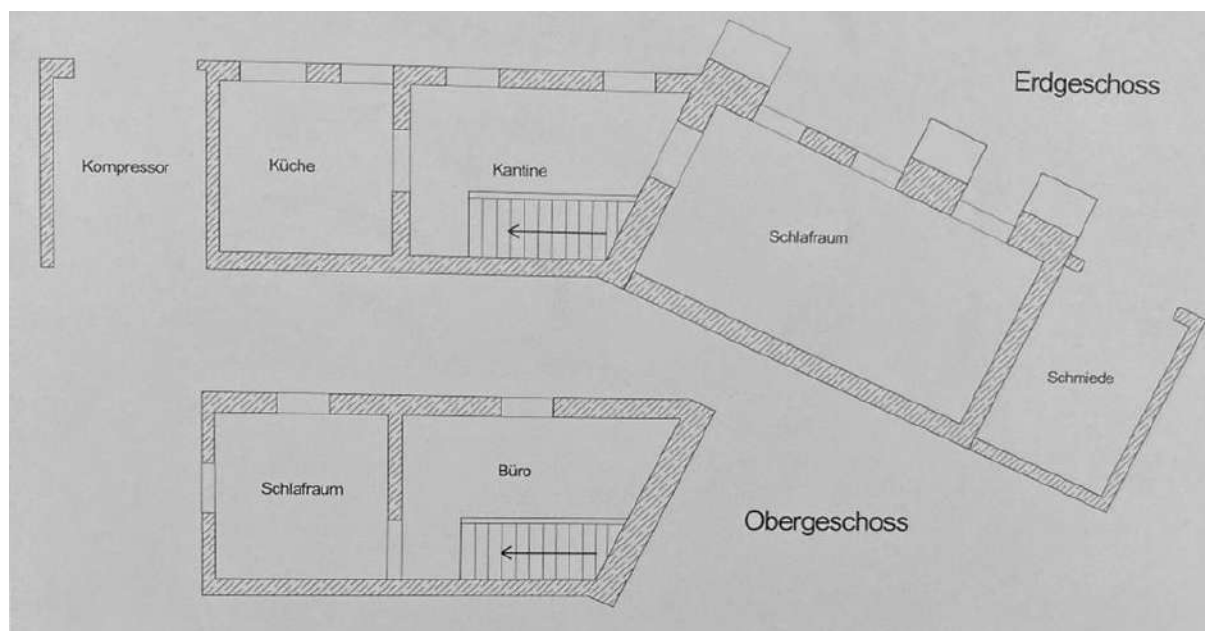 Erdgeschoss
Kompressor
Küche
Kantine
Schlafraum
Schmiede
Schlafraum
Büro
Obergeschoss